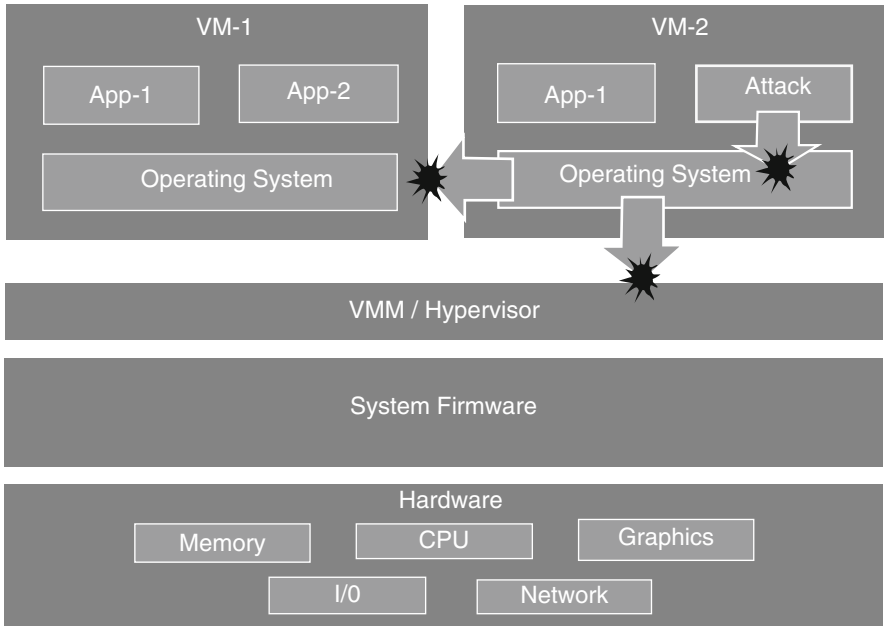 VM-1
VM-2
App-1
App-2
App-1
Attack
Operating System
Operating System
VMM / Hypervisor
System Firmware
Hardware
Memory
CPU
Graphics
I/0
Network